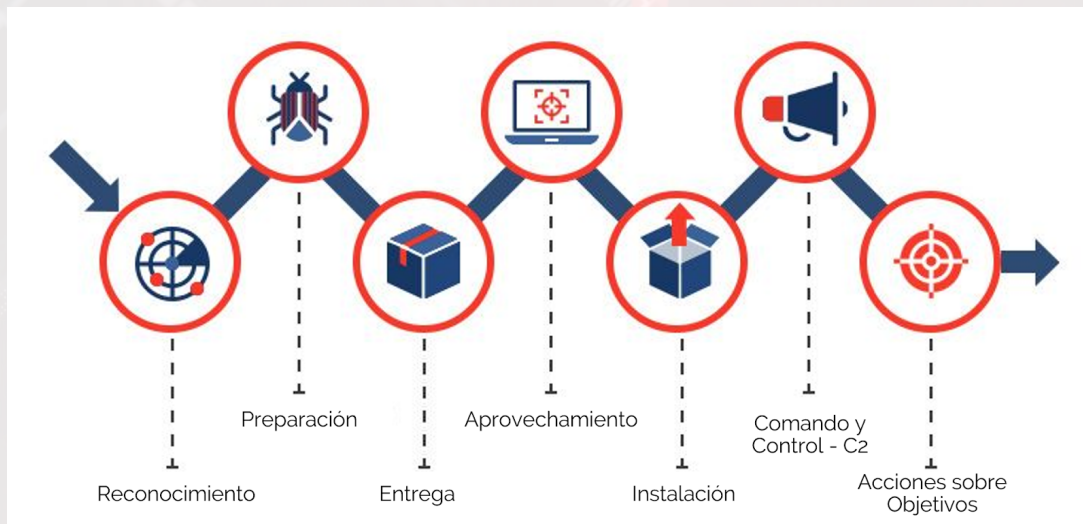 Preparación
Aprovechamiento
Comando y
Control - C2
Reconocimiento
Entrega
Instalación
Acciones sobre
Objetivos